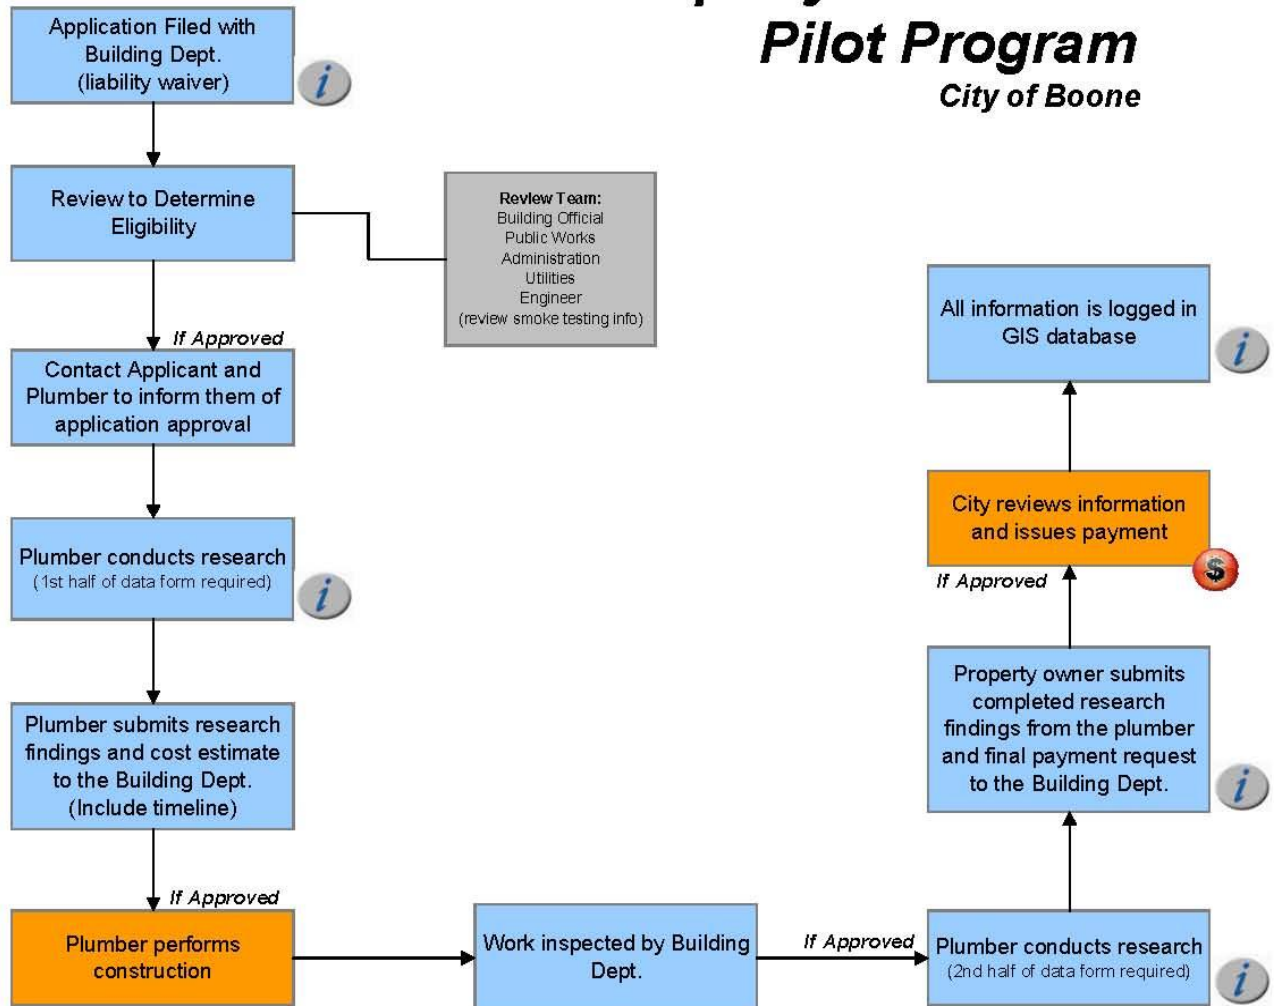 Pilot Program
City of Boone
Application Filed with
Building Dept.
(liability waiver)
Review to Determine
Eligibility
Review Team:
Building Official
Public Works
Administration
Utilities
Engineer
(review smoke testing info)
If Approved
Contact Applicant and
Plumber to inform them of
application approval
Plumber conducts research
(1st half of data form required)
Plumber submits research
findings and cost estimate
to the Building Dept.
(Include timeline)
If Approved
Plumber performs
construction
Work inspected by Building
Dept.
If Approved
Plumber conducts research
(2nd half of data form required)
Property owner submits
completed research
findings from the plumber
and final payment request
to the Building Dept.
If Approved
City reviews information
and issues payment
$
All information is logged in
GIS database
i
i
i
i
i